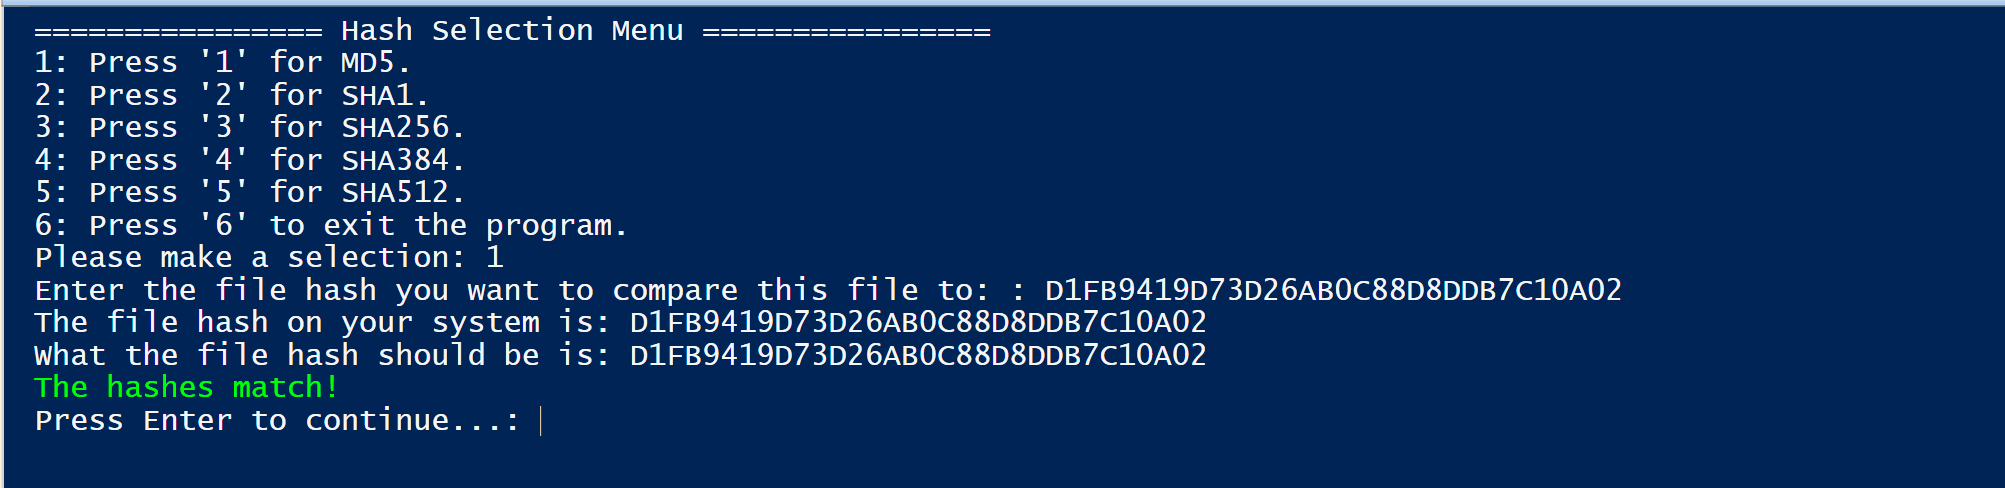 ================ Hash Selection Menu ================
1: Press '1' for MD5.
2: Press '2' for SHA1.
3: Press '3' for SHA256.
4: Press '4' for SHA384.
5: Press '5' for SHA512.
6: Press '6' to exit the program.
Please make a selection: 1
Enter the file hash you want to compare this file to: : D1FB9419D73D26AB0C88D8DDB7C10A02
The file hash on your system is: D1FB9419D73D26AB0C88D8DDB7C10A02
What the file hash should be is: D1FB9419D73D26AB0C88D8DDB7C10A02
The hashes match!
Press Enter to continue...: